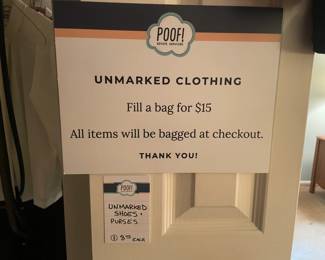 POOF!
ESTATE SERVICES
UNMARKED CLOTHING
Fill a bag for $15
All items will be bagged at checkout.
THANK YOU!
POOF!
UNMARKED
SHOES +
PURSES
EACH